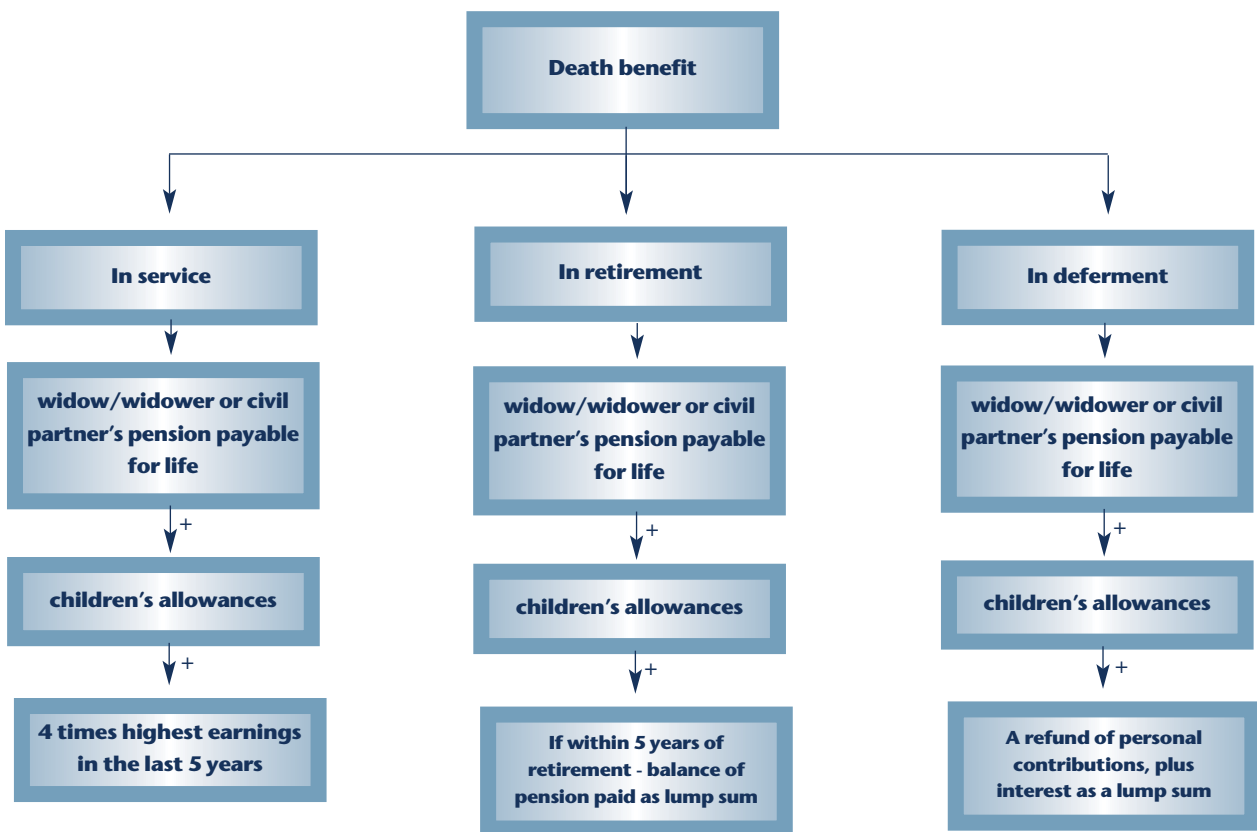 Death benefit
In service
In retirement
In deferment
widow/widower or civil
partner's pension payable
for life
widow/widower or civil
partner's pension payable
for life
widow/widower or civil
partner's pension payable
for life
+
+
+
children's allowances
children's allowances
children's allowances
+
+
+
4 times highest earnings
in the last 5 years
If within 5 years of
retirement - balance of
pension paid as lump sum
A refund of personal
contributions, plus
interest as a lump sum